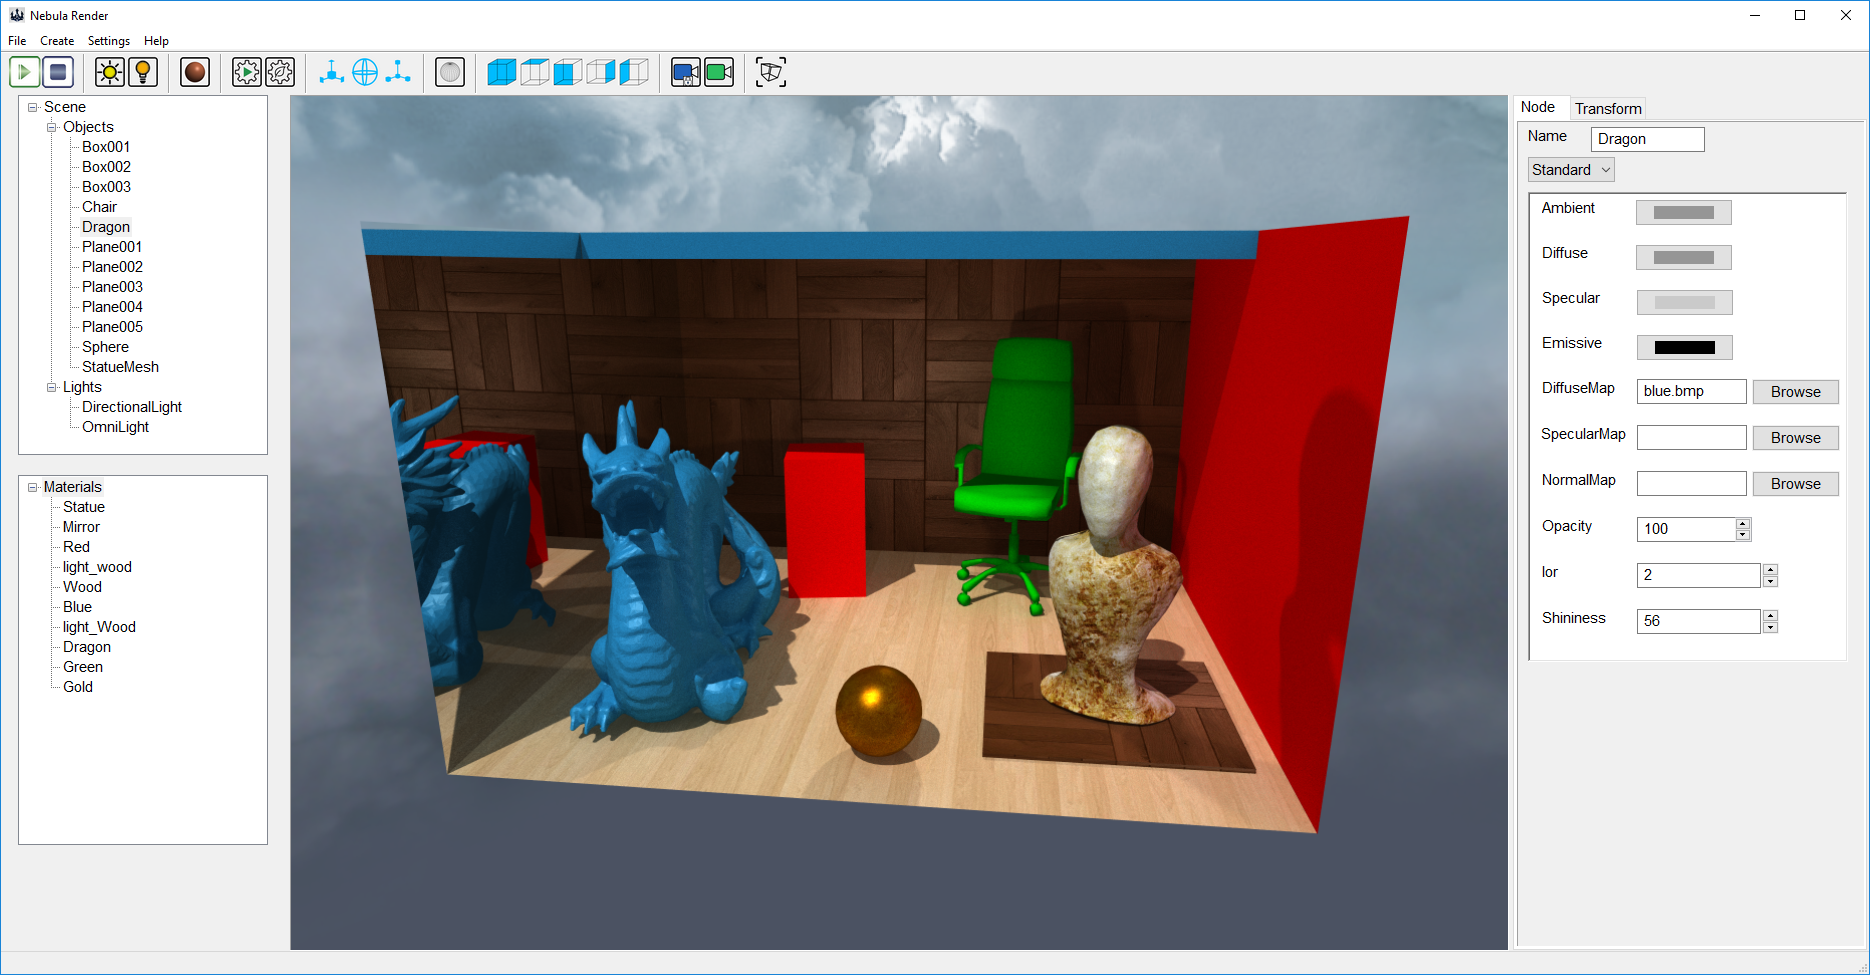 Nebula Render
File Create Settings Help
Scene
Objects
Box001
Box002
Box003
Chair
Dragon
Plane001
Plane002
Plane003
Plane004
Plane005
Sphere
StatueMesh
Lights
DirectionalLight
OmniLight
Materials
Statue
Mirror
Red
light_wood
Wood
Blue
light_Wood
Dragon
Green
Gold
Node Transform
Name Dragon
Standard
Ambient
Diffuse
Specular
Emissive
DiffuseMap blue.bmp Browse
SpecularMap Browse
NormalMap Browse
Opacity 100
Ior 2
Shininess 56